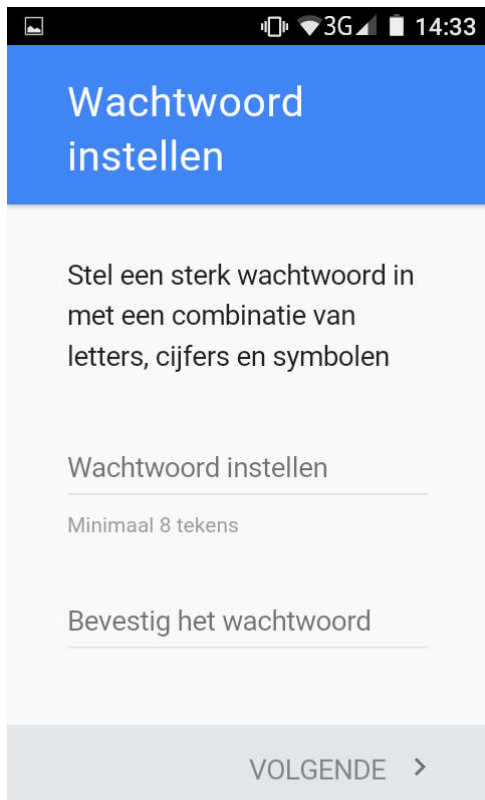 3G 14:33
Wachtwoord
instellen
Stel een sterk wachtwoord in
met een combinatie van
letters, cijfers en symbolen
Wachtwoord instellen
Minimaal 8 tekens
Bevestig het wachtwoord
VOLGENDE >